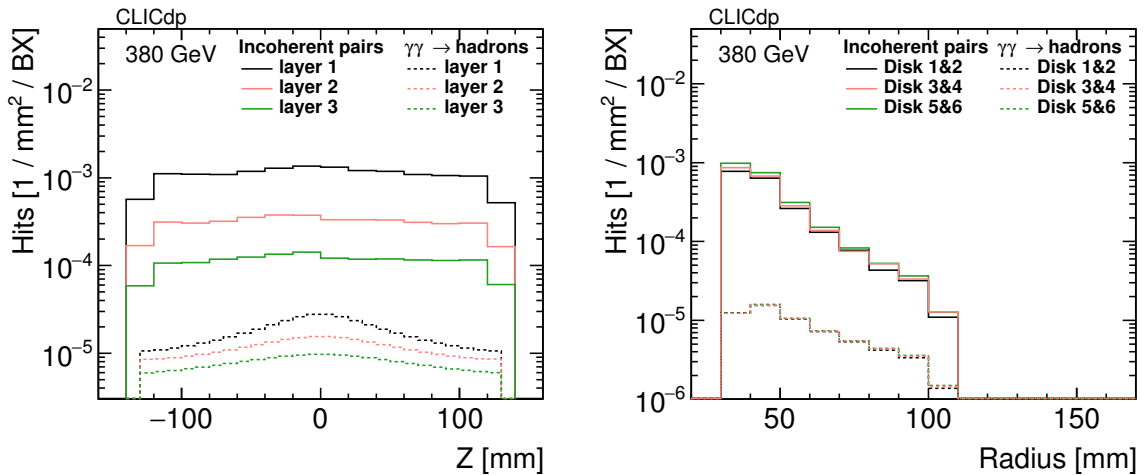 CLICdp
380 GeV
Incoherent pairs γγ → hadrons
layer 1 layer 1
layer 2 layer 2
layer 3 layer 3
Hits [1 / mm² / BX]
10⁻²
10⁻³
10⁻⁴
10⁻⁵
−100 0 100
Z [mm]
CLICdp
380 GeV
Incoherent pairs γγ → hadrons
Disk 1&2 Disk 1&2
Disk 3&4 Disk 3&4
Disk 5&6 Disk 5&6
Hits [1 / mm² / BX]
10⁻²
10⁻³
10⁻⁴
10⁻⁵
10⁻⁶
50 100 150
Radius [mm]